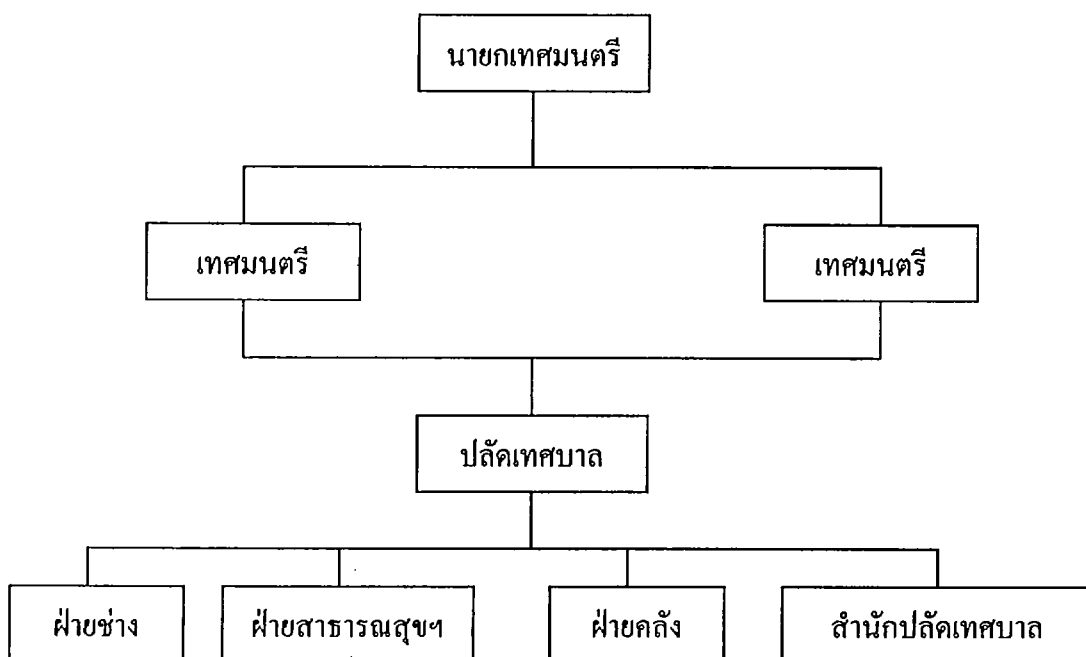 นายกเทศมนตรี
เทศมนตรี
เทศมนตรี
ปลัดเทศบาล
ฝ่ายช่าง
ฝ่ายสาธารณสุขฯ
ฝ่ายคลัง
สำนักปลัดเทศบาล